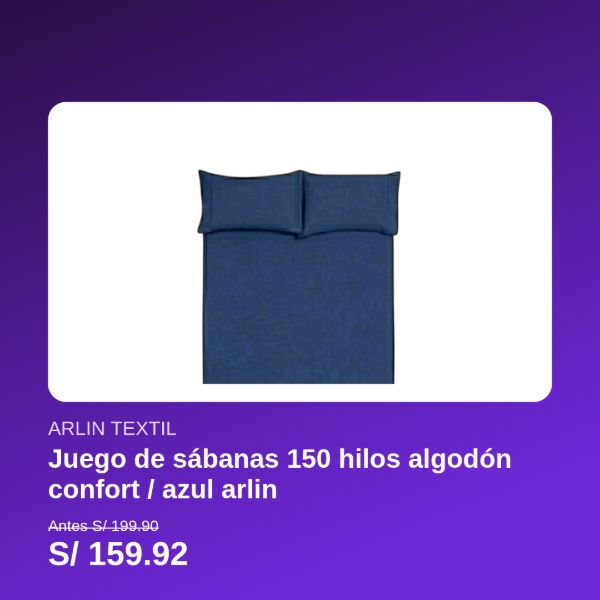 ARLIN TEXTIL
Juego de sábanas 150 hilos algodón
confort / azul arlin
Antes S/ 199.90
S/ 159.92